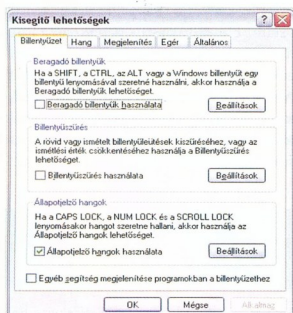 Kisegítő lehetőségek
Billentyűzet Hang Megjelenítés Egér Általános
Beragadó billentyűk
Ha a SHIFT, a CTRL, az ALT vagy a Windows billentyűt egy
billentyű lenyomásával szeretné használni, akkor használja a
Beragadó billentyűk lehetőséget.
Beragadó billentyűk használata
Beállítások
Billentyűszűrés
A rövid vagy ismételt billentyűleütések kiszűréséhez, vagy az
ismétlési érték csökkentéséhez használja a Billentyűszűrés
lehetőséget.
Billentyűszűrés használata
Beállítások
Állapotjelző hangok
Ha a CAPS LOCK, a NUM LOCK és a SCROLL LOCK
lenyomásakor hangot szeretne hallani, akkor használja az
Állapotjelző hangok lehetőséget.
Állapotjelző hangok használata
Beállítások
Egyéb segítség megjelenítése programokban a billentyűzethez
OK Mégse Alkalmaz